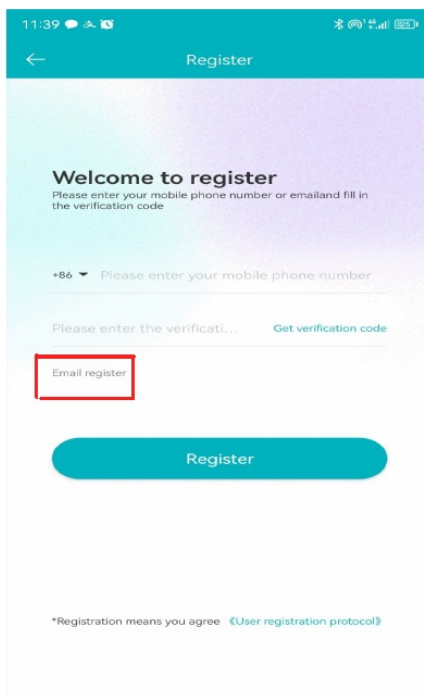 11:39
Register
Welcome to register
Please enter your mobile phone number or emailand fill in
the verification code
+86 Please enter your mobile phone number
Please enter the verificati... Get verification code
Email register
Register
*Registration means you agree 《User registration protocol》